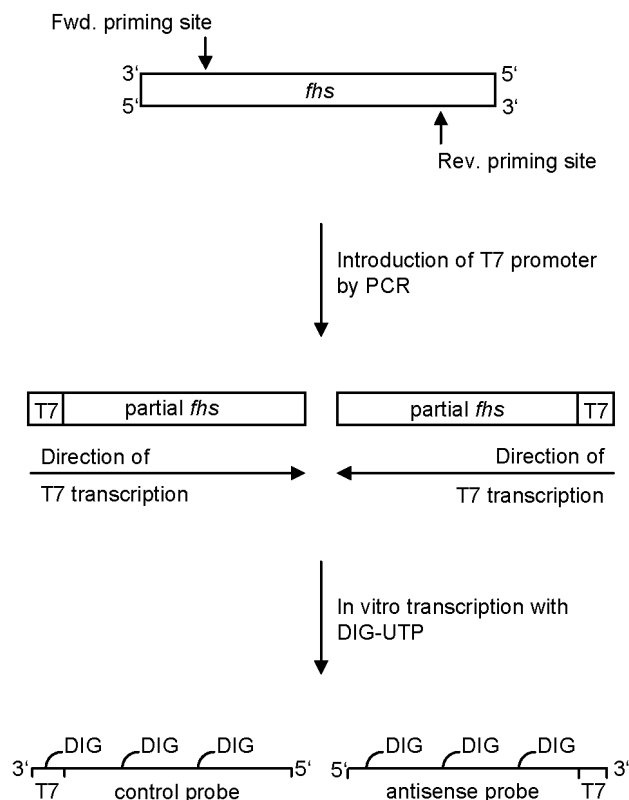 Fwd. priming site
3‘ 5‘
fhs
5‘ 3‘
Rev. priming site
Introduction of T7 promoter
by PCR
T7 partial fhs
partial fhs T7
Direction of
T7 transcription
Direction of
T7 transcription
In vitro transcription with
DIG-UTP
DIG DIG DIG
3‘ 5‘
T7 control probe
DIG DIG DIG
5‘ 3‘
antisense probe T7